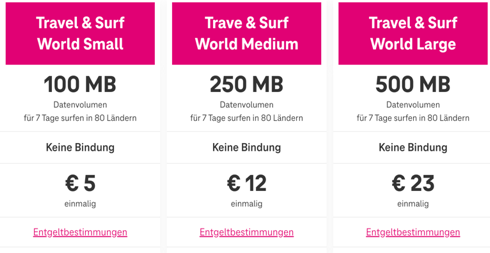 Travel & Surf
World Small
100 MB
Datenvolumen
für 7 Tage surfen in 80 Ländern
Keine Bindung
€ 5
einmalig
Entgeltbestimmungen
Trave & Surf
World Medium
250 MB
Datenvolumen
für 7 Tage surfen in 80 Ländern
Keine Bindung
€ 12
einmalig
Entgeltbestimmungen
Travel & Surf
World Large
500 MB
Datenvolumen
für 7 Tage surfen in 80 Ländern
Keine Bindung
€ 23
einmalig
Entgeltbestimmungen